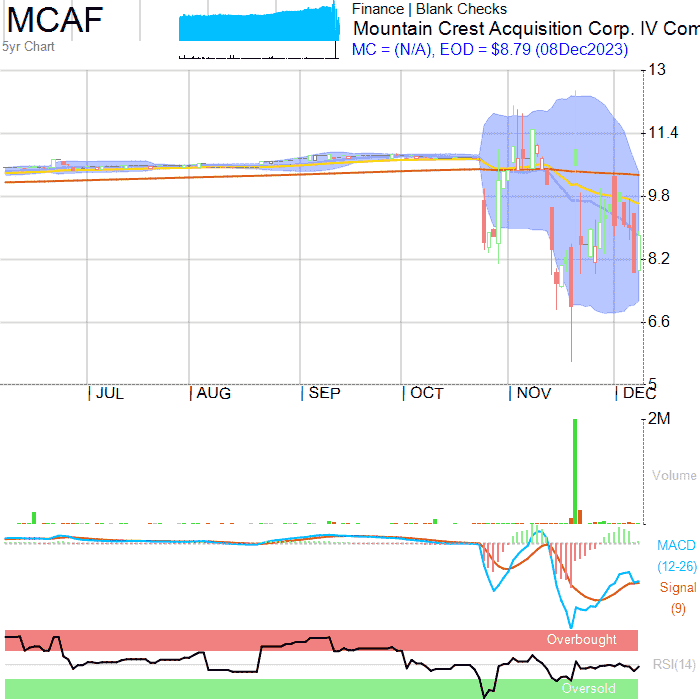 MCAF
5yr Chart
Finance | Blank Checks
Mountain Crest Acquisition Corp. IV Com
MC = (N/A), EOD = $8.79 (08Dec2023)
13
11.4
9.8
8.2
6.6
5
JUL
AUG
SEP
OCT
NOV
DEC
2M
Volume
MACD
(12-26)
Signal
(9)
Overbought
RSI(14)
Oversold